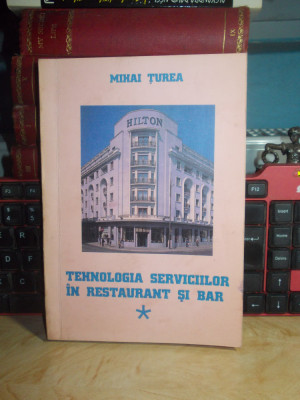 MIHAI ȚUREA
HILTON
TEHNOLOGIA SERVICIILOR
ÎN RESTAURANT ȘI BAR
*